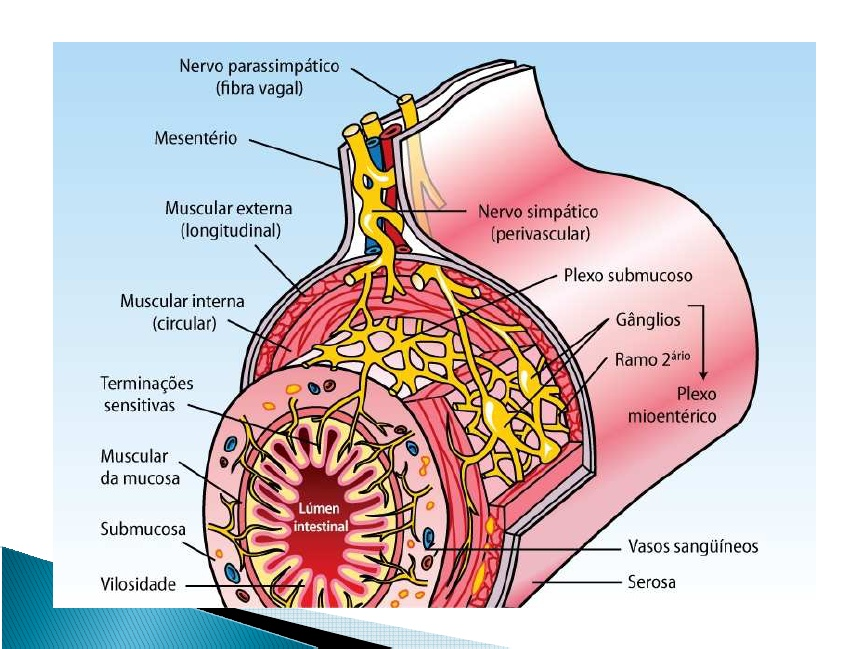 Nervo parassimpático
(fibra vagal)
Mesentério
Muscular externa
(longitudinal)
Nervo simpático
(perivascular)
Plexo submucoso
Muscular interna
(circular)
Gânglios
Ramo 2ário
Plexo
mioentérico
Terminações
sensitivas
Muscular
da mucosa
Lúmen
intestinal
Submucosa
Vasos sangüíneos
Vilosidade
Serosa